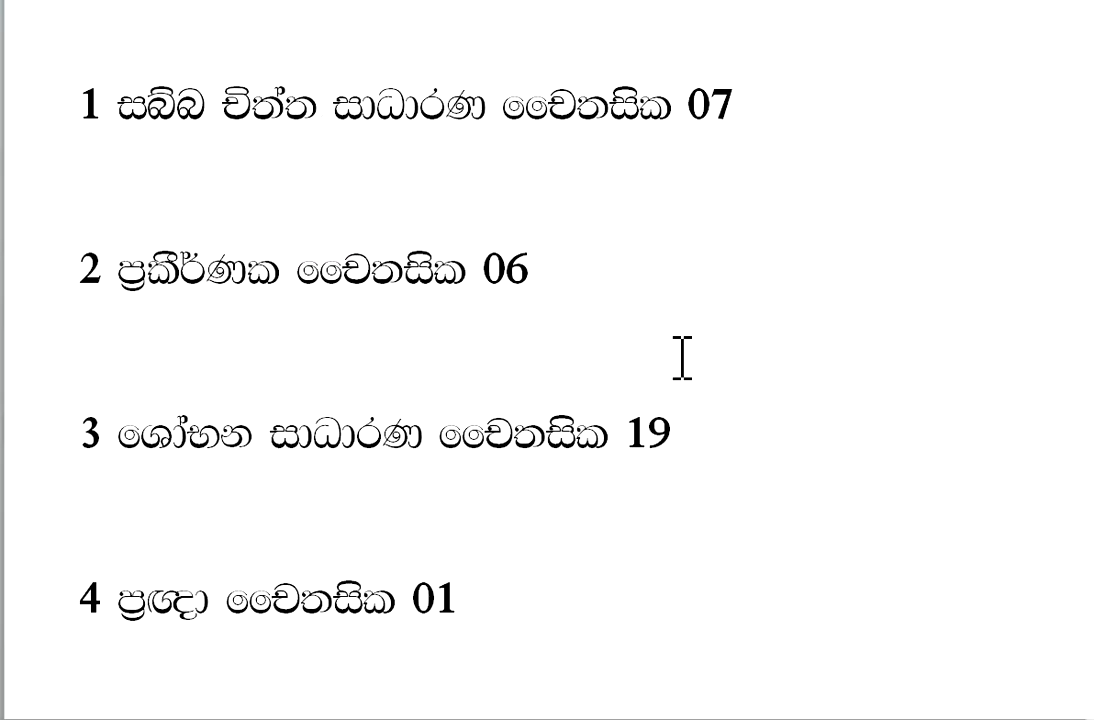 1 සබ්බ චිත්ත සාධාරණ චෛතසික 07
2 ප්‍රකීර්ණක චෛතසික 06
3 ශෝභන සාධාරණ චෛතසික 19
4 ප්‍රඥා චෛතසික 01